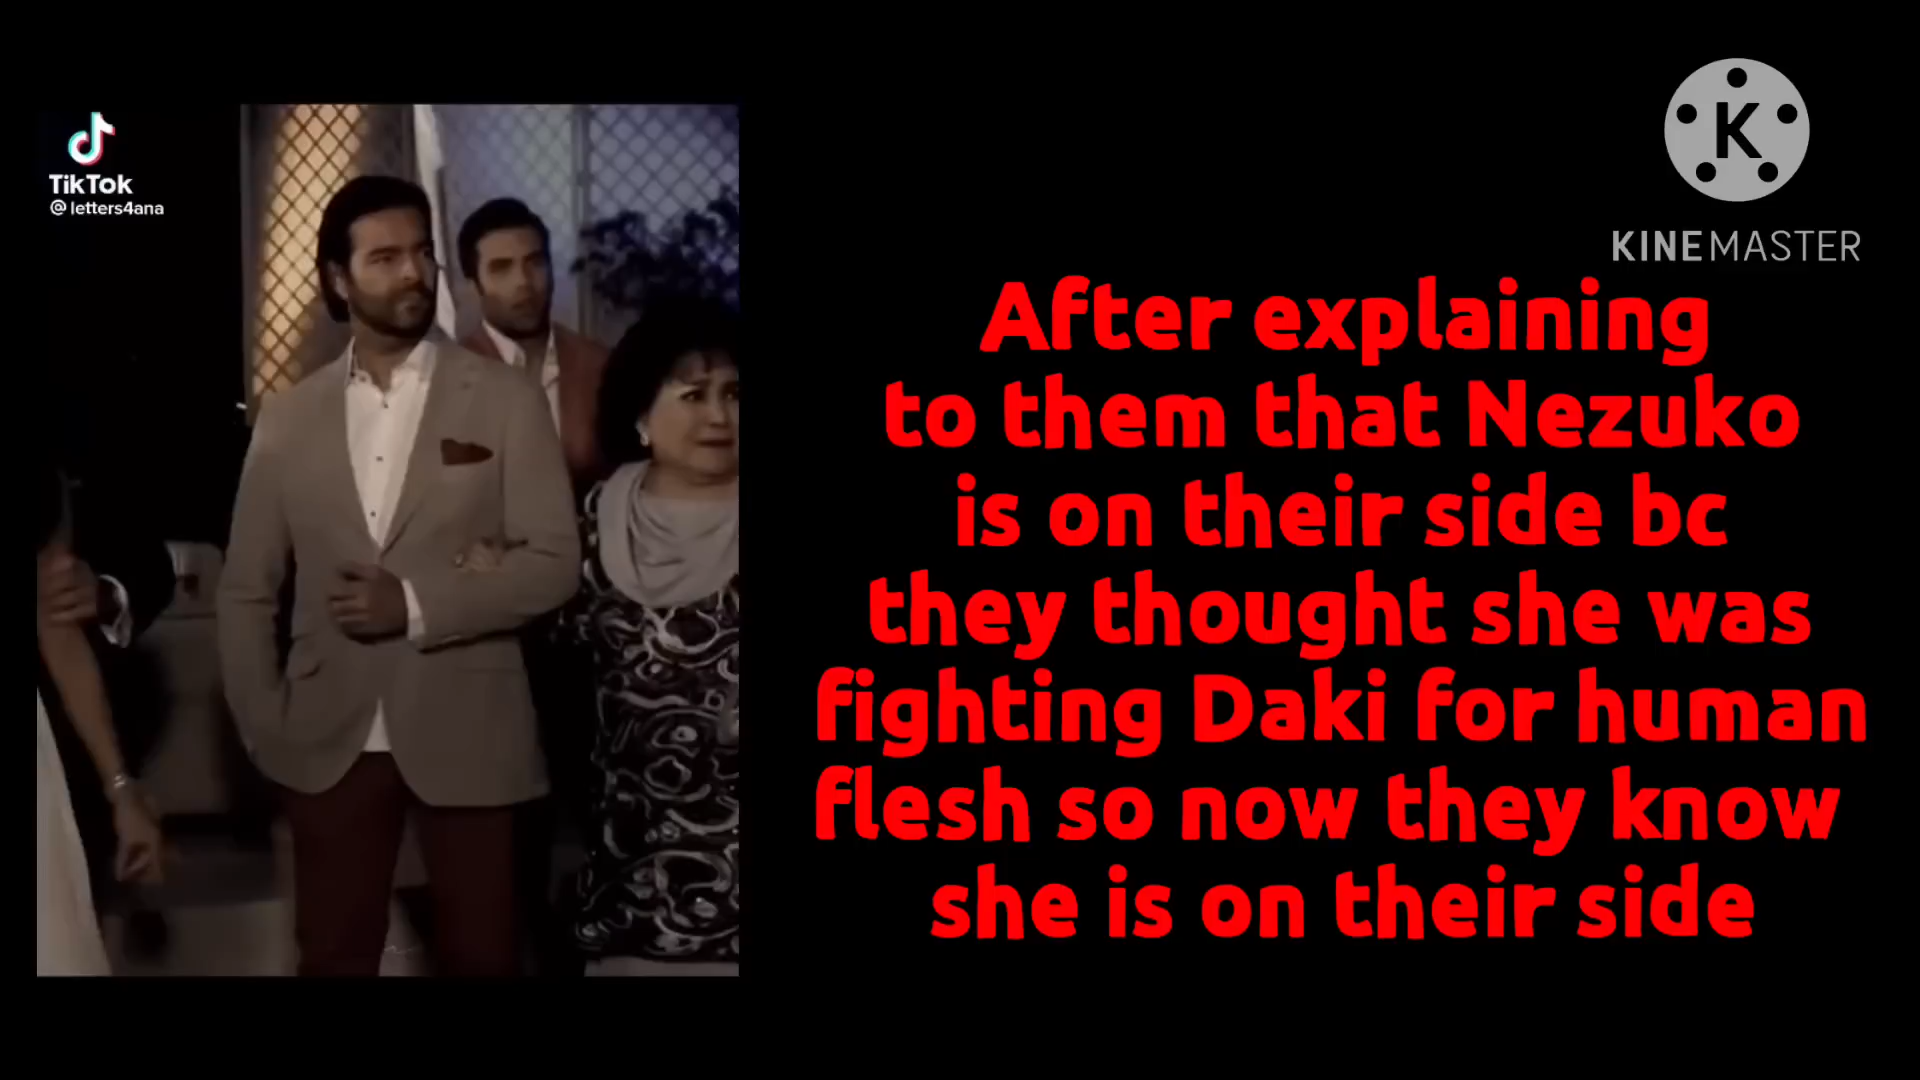 TikTok
@ letters4ana
K
KINEMASTER
After explaining
to them that Nezuko
is on their side bc
they thought she was
fighting Daki for human
flesh so now they know
she is on their side